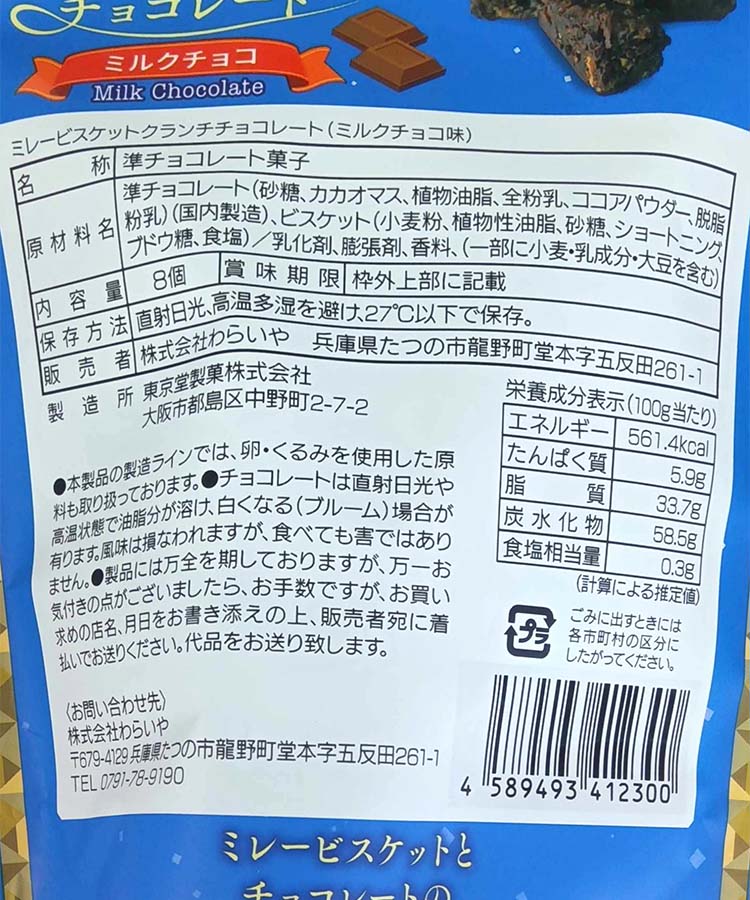 チョコレート
ミルクチョコ
Milk Chocolate
ミレービスケットクランチチョコレート(ミルクチョコ味)
名称 準チョコレート菓子
原材料名 準チョコレート(砂糖、カカオマス、植物油脂、全粉乳、ココアパウダー、脱脂
粉乳)(国内製造)、ビスケット(小麦粉、植物性油脂、砂糖、ショートニング、
ブドウ糖、食塩)/乳化剤、膨張剤、香料、(一部に小麦・乳成分・大豆を含む)
内容量 8個 賞味期限 枠外上部に記載
保存方法 直射日光、高温多湿を避け、27℃以下で保存。
販売者 株式会社わらいや 兵庫県たつの市龍野町堂本字五反田261-1
製造所 東京堂製菓株式会社
大阪市都島区中野町2-7-2
栄養成分表示(100g当たり)
エネルギー 561.4kcal
たんぱく質 5.9g
脂質 33.7g
炭水化物 58.5g
食塩相当量 0.3g
(計算による推定値)
●本製品の製造ラインでは、卵・くるみを使用した原
料も取り扱っております。●チョコレートは直射日光や
高温状態で油脂分が溶け、白くなる(ブルーム)場合が
有ります。風味は損なわれますが、食べても害ではあり
ません。●製品には万全を期しておりますが、万一お
気付きの点がございましたら、お手数ですが、お買い
求めの店名、月日をお書き添えの上、販売者宛に着
払いでお送りください。代品をお送り致します。
プラ
ごみに出すときには
各市町村の区分に
したがってください。
〈お問い合わせ先〉
株式会社わらいや
〒679-4129 兵庫県たつの市龍野町堂本字五反田261-1
TEL 0791-78-9190
4 589493 412300
ミレービスケットと
チョコレートの